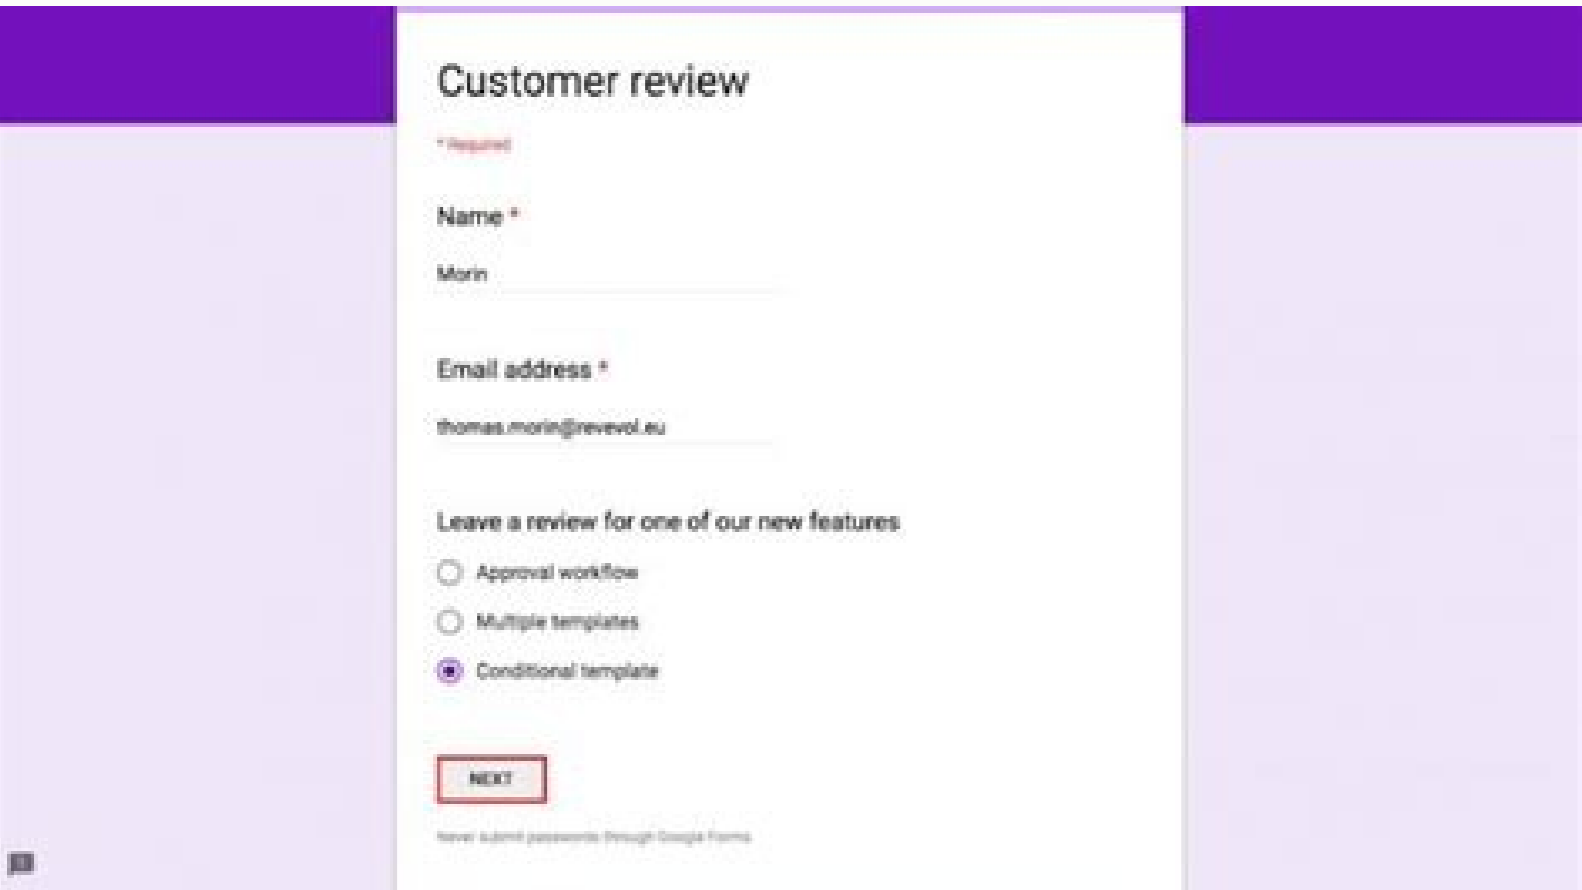 Customer review
* Required
Name *
Morin
Email address *
thomas.morin@revevol.eu
Leave a review for one of our new features
Approval workflow
Multiple templates
Conditional template
NEXT
Never submit passwords through Google Forms.